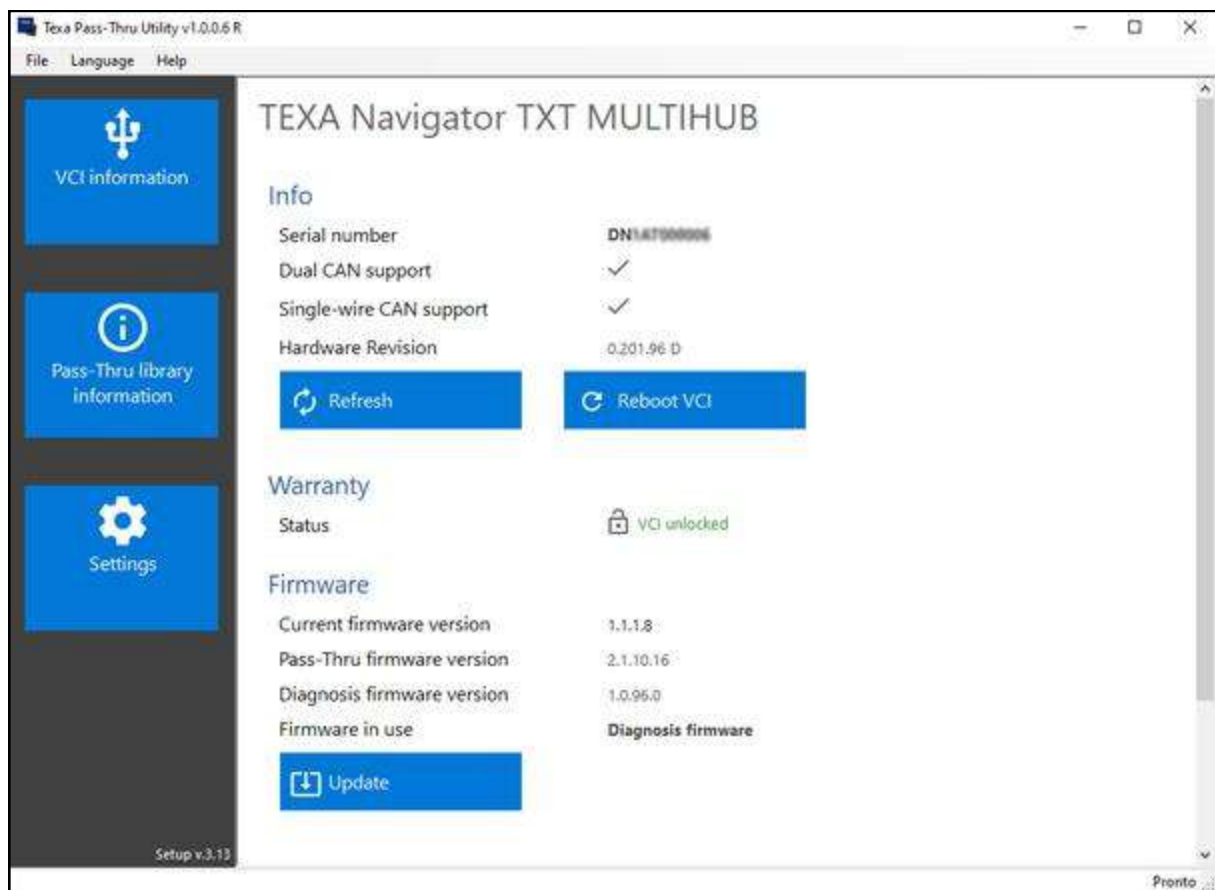 Texa Pass-Thru Utility v1.0.0.6 R
File Language Help
VCI information
Pass-Thru library
information
Settings
Setup v.3.13
TEXA Navigator TXT MULTIHUB
Info
Serial number DN
Dual CAN support
Single-wire CAN support
Hardware Revision 0.201.96 D
Refresh Reboot VCI
Warranty
Status VCI unlocked
Firmware
Current firmware version 1.1.1.8
Pass-Thru firmware version 2.1.10.16
Diagnosis firmware version 1.0.96.0
Firmware in use Diagnosis firmware
Update
Pronto